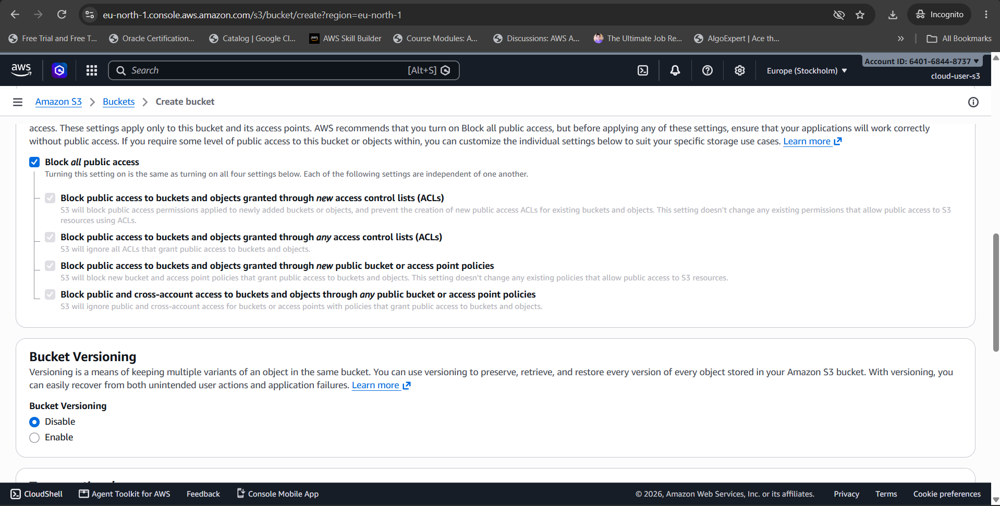 eu-north-1.console.aws.amazon.com/s3/bucket/create?region=eu-north-1
Incognito
Free Trial and Free T...
Oracle Certification...
Catalog | Google Cl...
aws AWS Skill Builder
Course Modules: A...
Discussions: AWS A...
The Ultimate Job Re...
AlgoExpert | Ace th...
All Bookmarks
aws
Search [Alt+S]
Europe (Stockholm)
Account ID: 6401-6844-8737
cloud-user-s3
Amazon S3 Buckets Create bucket
access. These settings apply only to this bucket and its access points. AWS recommends that you turn on Block all public access, but before applying any of these settings, ensure that your applications will work correctly
without public access. If you require some level of public access to this bucket or objects within, you can customize the individual settings below to suit your specific storage use cases. Learn more
Block all public access
Turning this setting on is the same as turning on all four settings below. Each of the following settings are independent of one another.
Block public access to buckets and objects granted through new access control lists (ACLs)
S3 will block public access permissions applied to newly added buckets or objects, and prevent the creation of new public access ACLs for existing buckets and objects. This setting doesn't change any existing permissions that allow public access to S3
resources using ACLs.
Block public access to buckets and objects granted through any access control lists (ACLs)
S3 will ignore all ACLs that grant public access to buckets and objects.
Block public access to buckets and objects granted through new public bucket or access point policies
S3 will block new bucket and access point policies that grant public access to buckets and objects. This setting doesn't change any existing policies that allow public access to S3 resources.
Block public and cross-account access to buckets and objects through any public bucket or access point policies
S3 will ignore public and cross-account access for buckets or access points with policies that grant public access to buckets and objects.
Bucket Versioning
Versioning is a means of keeping multiple variants of an object in the same bucket. You can use versioning to preserve, retrieve, and restore every version of every object stored in your Amazon S3 bucket. With versioning, you
can easily recover from both unintended user actions and application failures. Learn more
Bucket Versioning
Disable
Enable
CloudShell Agent Toolkit for AWS Feedback Console Mobile App
© 2026, Amazon Web Services, Inc. or its affiliates. Privacy Terms Cookie preferences